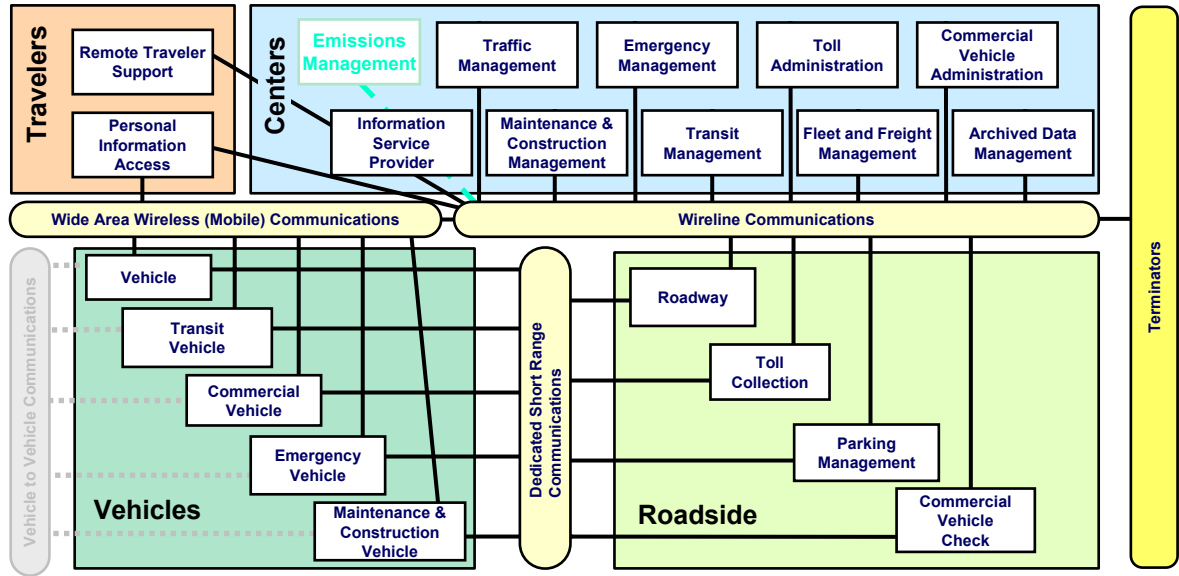 Travelers
Remote Traveler
Support
Personal
Information
Access
Centers
Emissions
Management
Traffic
Management
Emergency
Management
Toll
Administration
Commercial
Vehicle
Administration
Information
Service
Provider
Maintenance &
Construction
Management
Transit
Management
Fleet and Freight
Management
Archived Data
Management
Wide Area Wireless (Mobile) Communications
Wireline Communications
Terminators
Vehicle to Vehicle Communications
Vehicle
Transit
Vehicle
Commercial
Vehicle
Emergency
Vehicle
Maintenance &
Construction
Vehicle
Vehicles
Dedicated Short Range
Communications
Roadway
Toll
Collection
Parking
Management
Commercial
Vehicle
Check
Roadside